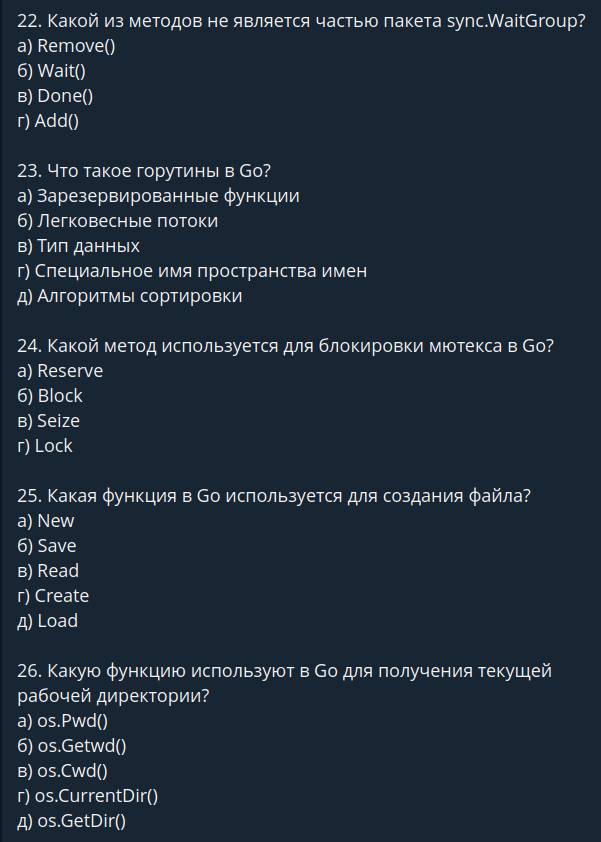 22. Какой из методов не является частью пакета sync.WaitGroup?
а) Remove()
б) Wait()
в) Done()
г) Add()
23. Что такое горутины в Go?
а) Зарезервированные функции
б) Легковесные потоки
в) Тип данных
г) Специальное имя пространства имен
д) Алгоритмы сортировки
24. Какой метод используется для блокировки мютекса в Go?
а) Reserve
б) Block
в) Seize
г) Lock
25. Какая функция в Go используется для создания файла?
а) New
б) Save
в) Read
г) Create
д) Load
26. Какую функцию используют в Go для получения текущей
рабочей директории?
а) os.Pwd()
б) os.Getwd()
в) os.Cwd()
г) os.CurrentDir()
д) os.GetDir()